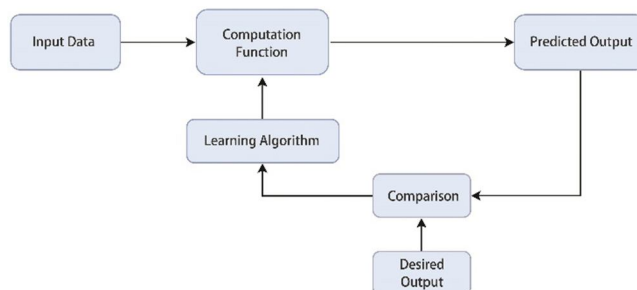 Input Data
Computation
Function
Predicted Output
Learning Algorithm
Comparison
Desired
Output